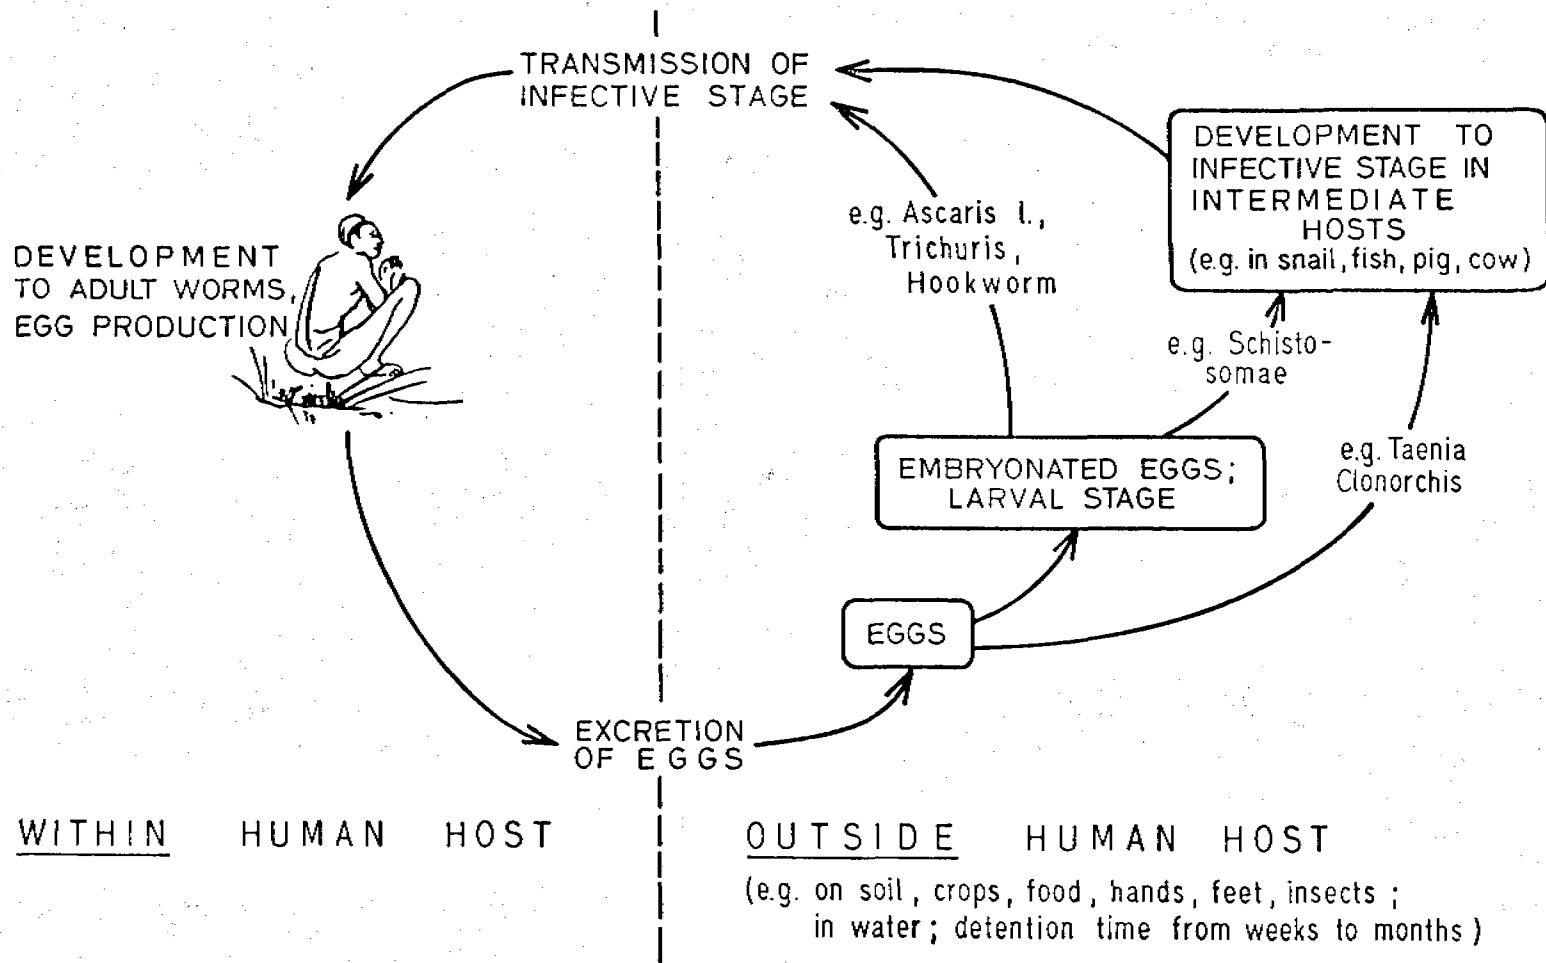 TRANSMISSION OF
INFECTIVE STAGE
DEVELOPMENT TO
INFECTIVE STAGE IN
INTERMEDIATE
HOSTS
(e.g. in snail, fish, pig, cow)
e.g. Ascaris l.,
Trichuris,
Hookworm
DEVELOPMENT
TO ADULT WORMS,
EGG PRODUCTION
e.g. Schisto-
somae
e.g. Taenia
Clonorchis
EMBRYONATED EGGS;
LARVAL STAGE
EGGS
EXCRETION
OF EGGS
WITHIN HUMAN HOST
OUTSIDE HUMAN HOST
(e.g. on soil, crops, food, hands, feet, insects ;
in water ; detention time from weeks to months )